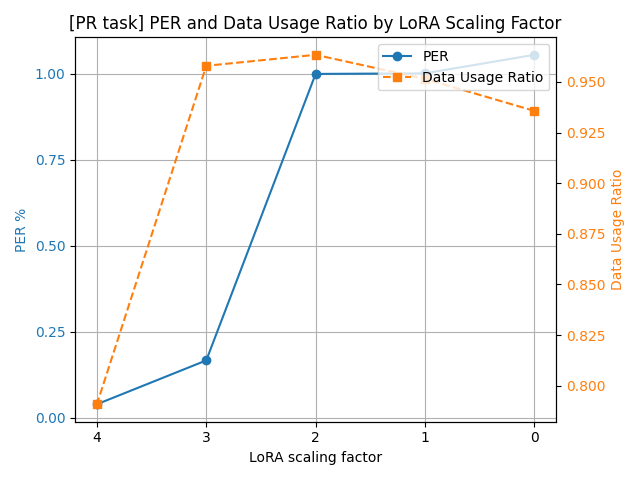 [PR task] PER and Data Usage Ratio by LoRA Scaling Factor
PER
Data Usage Ratio
1.00
0.75
0.50
0.25
0.00
PER %
0.950
0.925
0.900
0.875
0.850
0.825
0.800
Data Usage Ratio
4 3 2 1 0
LoRA scaling factor